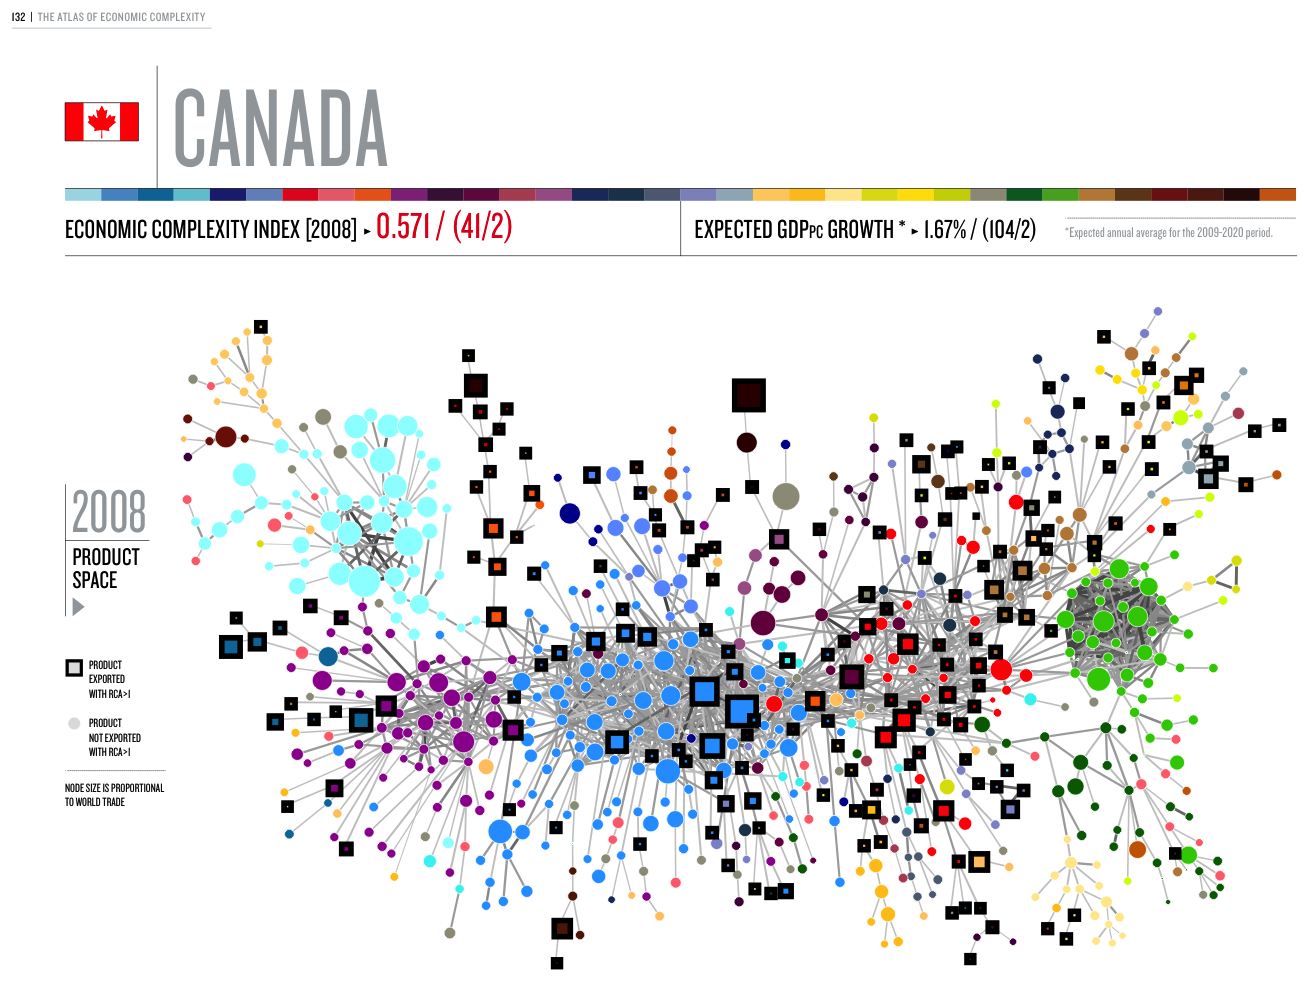 132 | THE ATLAS OF ECONOMIC COMPLEXITY
CANADA
ECONOMIC COMPLEXITY INDEX [2008] ▸ 0.571 / (41/2)
EXPECTED GDPPC GROWTH * ▸ 1.67% / (104/2)
*Expected annual average for the 2009-2020 period.
2008
PRODUCT
SPACE
PRODUCT
EXPORTED
WITH RCA>1
PRODUCT
NOT EXPORTED
WITH RCA>1
NODE SIZE IS PROPORTIONAL
TO WORLD TRADE